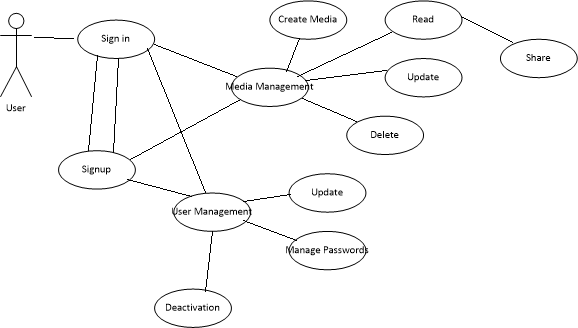 Create Media
Read
Sign in
Share
Update
Media Management
User
Delete
Signup
Update
User Management
Manage Passwords
Deactivation